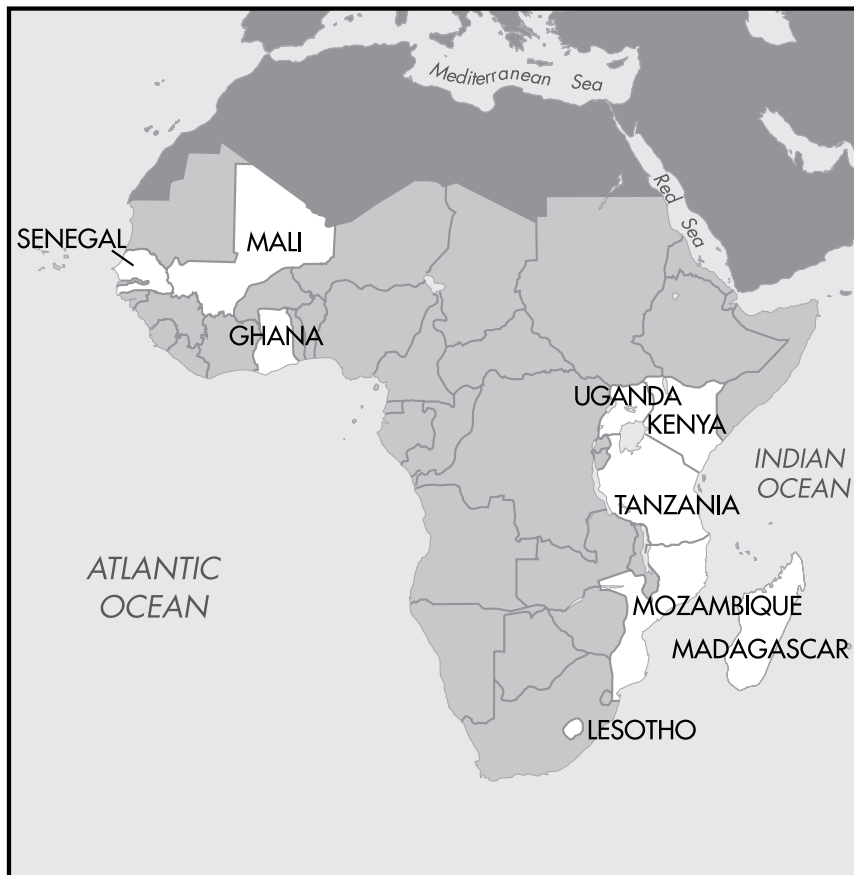 Mediterranean Sea
Red Sea
SENEGAL
MALI
GHANA
UGANDA
KENYA
INDIAN
OCEAN
TANZANIA
ATLANTIC
OCEAN
MOZAMBIQUE
MADAGASCAR
LESOTHO